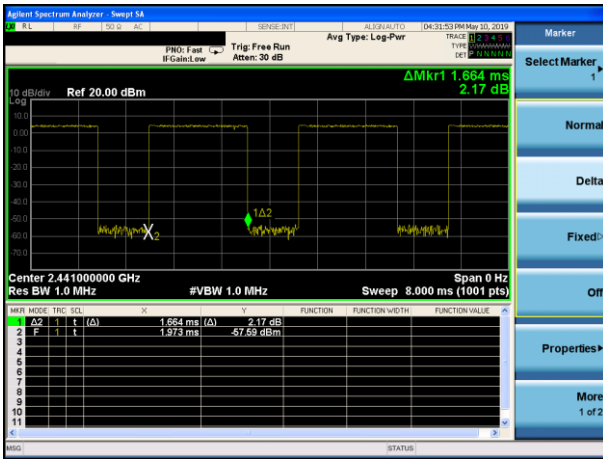 Agilent Spectrum Analyzer - Swept SA
RL RF 50 Ω AC SENSE:INT ALIGNAUTO 04:31:53 PM May 10, 2019
Marker
Avg Type: Log-Pwr
TRACE 1 2 3 4 5 6
PNO: Fast Trig: Free Run
TYPE
IFGain:Low Atten: 30 dB
DET P N N N N N
Select Marker
1
ΔMkr1 1.664 ms
2.17 dB
10 dB/div Ref 20.00 dBm
Log
10.0
0.00
-10.0
-20.0
-30.0
-40.0
-50.0
-60.0
-70.0
1Δ2
X2
Normal
Delta
Fixed
Off
Center 2.441000000 GHz Span 0 Hz
Res BW 1.0 MHz #VBW 1.0 MHz Sweep 8.000 ms (1001 pts)
MKR MODE TRC SCL X Y FUNCTION FUNCTION WIDTH FUNCTION VALUE
1 Δ2 1 t (Δ) 1.664 ms (Δ) 2.17 dB
2 F 1 t 1.973 ms -57.59 dBm
3
4
5
6
7
8
9
10
11
Properties
More
1 of 2
MSG STATUS